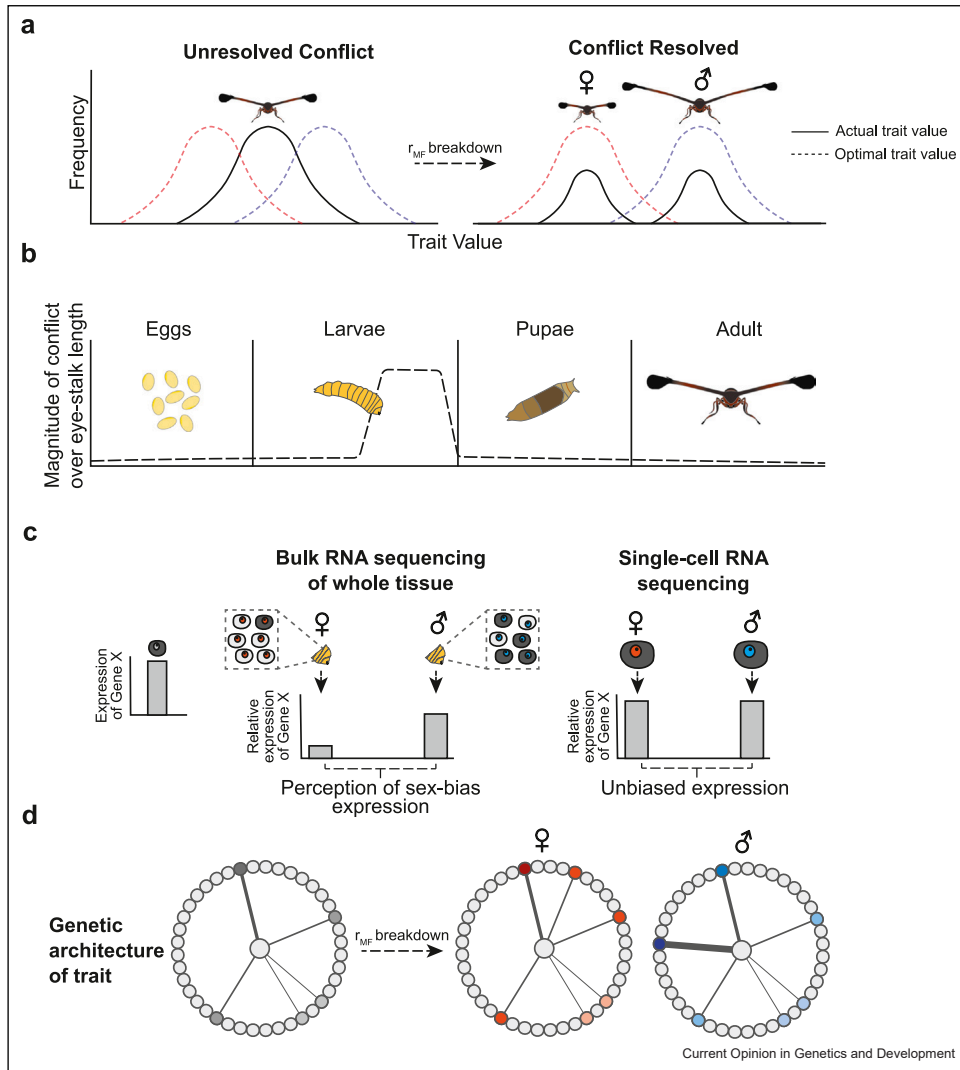 a
Unresolved Conflict
Conflict Resolved
♀
♂
Frequency
r_MF breakdown
Actual trait value
Optimal trait value
Trait Value
b
Magnitude of conflict
over eye-stalk length
Eggs
Larvae
Pupae
Adult
c
Bulk RNA sequencing
of whole tissue
Single-cell RNA
sequencing
♀
♂
♀
♂
Expression
of Gene X
Relative
expression
of Gene X
Relative
expression
of Gene X
Perception of sex-bias
expression
Unbiased expression
d
♀
♂
Genetic
architecture
of trait
r_MF breakdown
Current Opinion in Genetics and Development